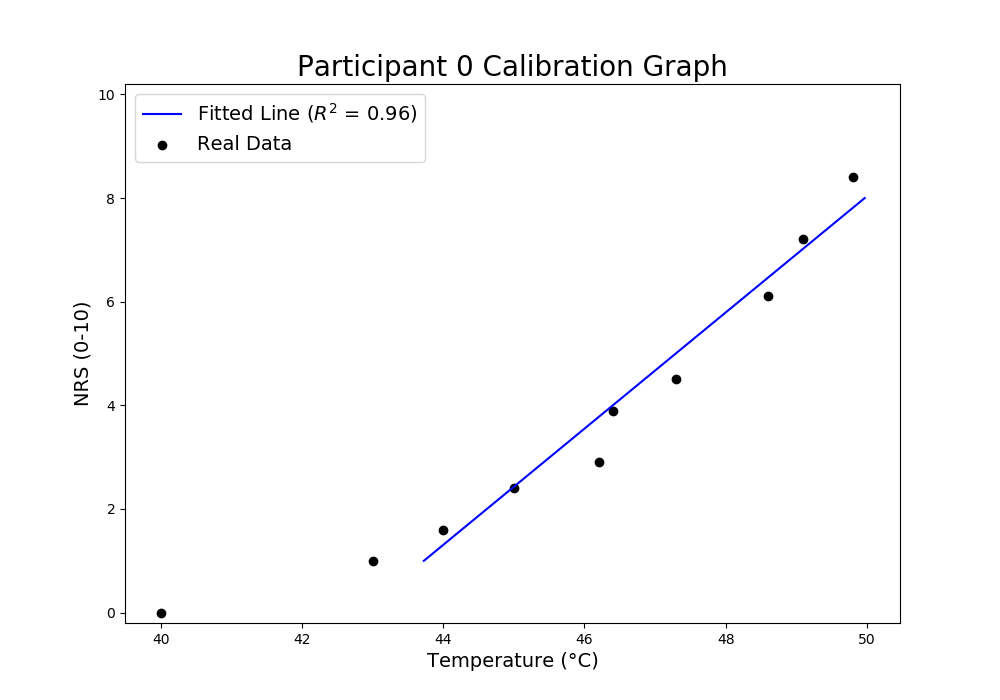 Participant 0 Calibration Graph
Fitted Line (R² = 0.96)
Real Data
NRS (0-10)
10
8
6
4
2
0
40 42 44 46 48 50
Temperature (°C)